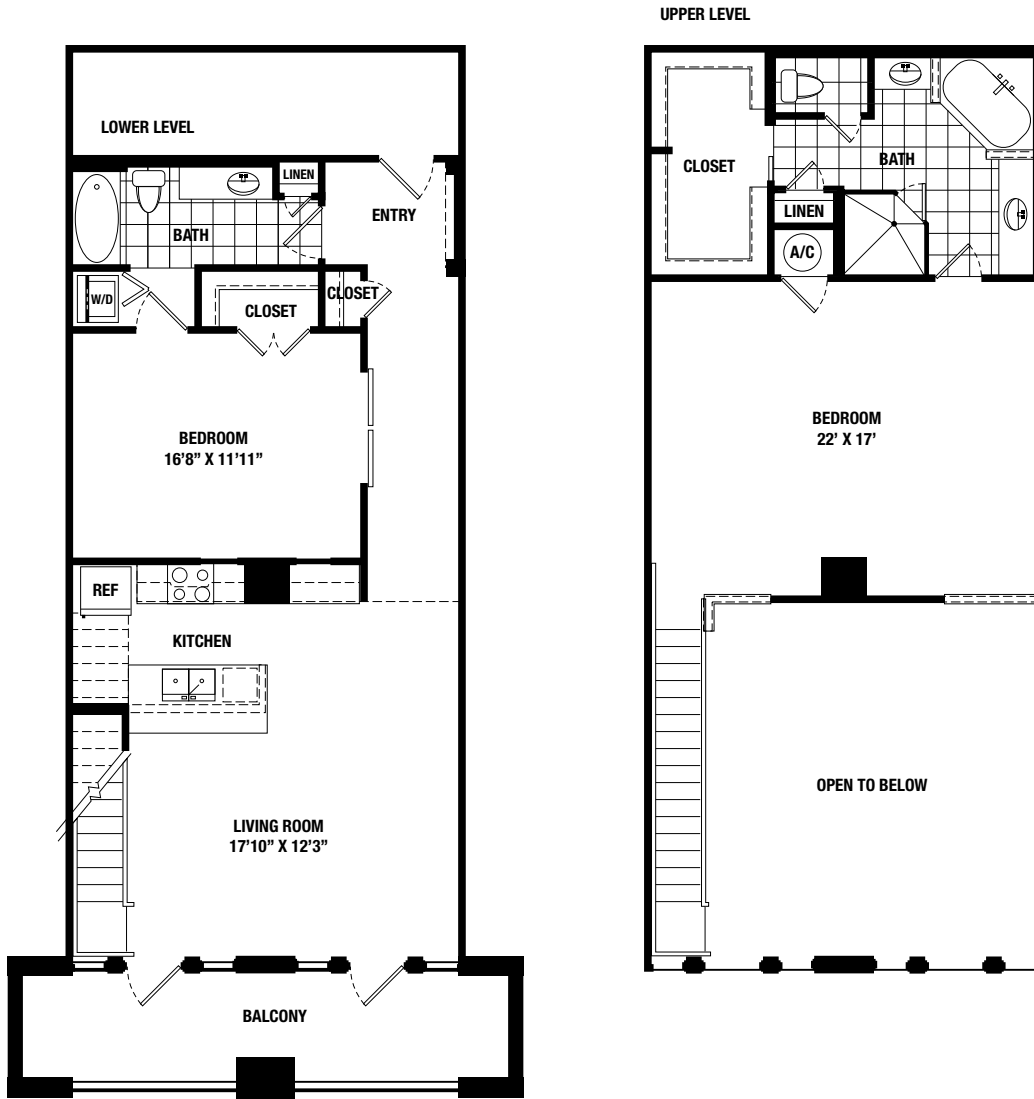 UPPER LEVEL
LOWER LEVEL
LINEN
ENTRY
BATH
W/D
CLOSET
CLOSET
BEDROOM
16’8” X 11’11”
REF
KITCHEN
LIVING ROOM
17’10” X 12’3”
BALCONY
CLOSET
BATH
LINEN
A/C
BEDROOM
22’ X 17’
OPEN TO BELOW